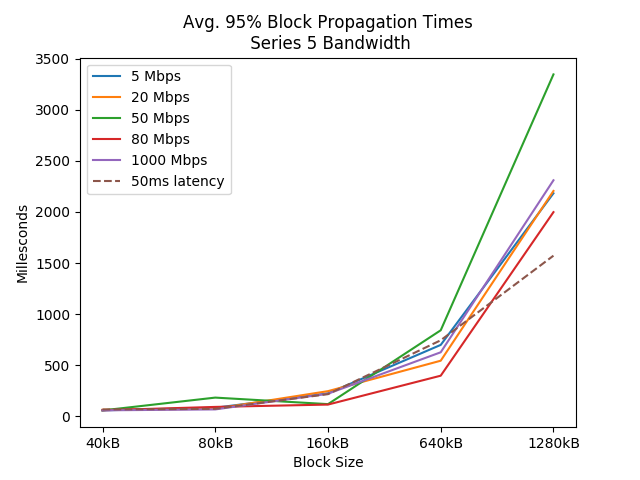 Avg. 95% Block Propagation Times
Series 5 Bandwidth
5 Mbps
20 Mbps
50 Mbps
80 Mbps
1000 Mbps
50ms latency
3500
3000
2500
2000
1500
1000
500
0
Millesconds
40kB 80kB 160kB 640kB 1280kB
Block Size